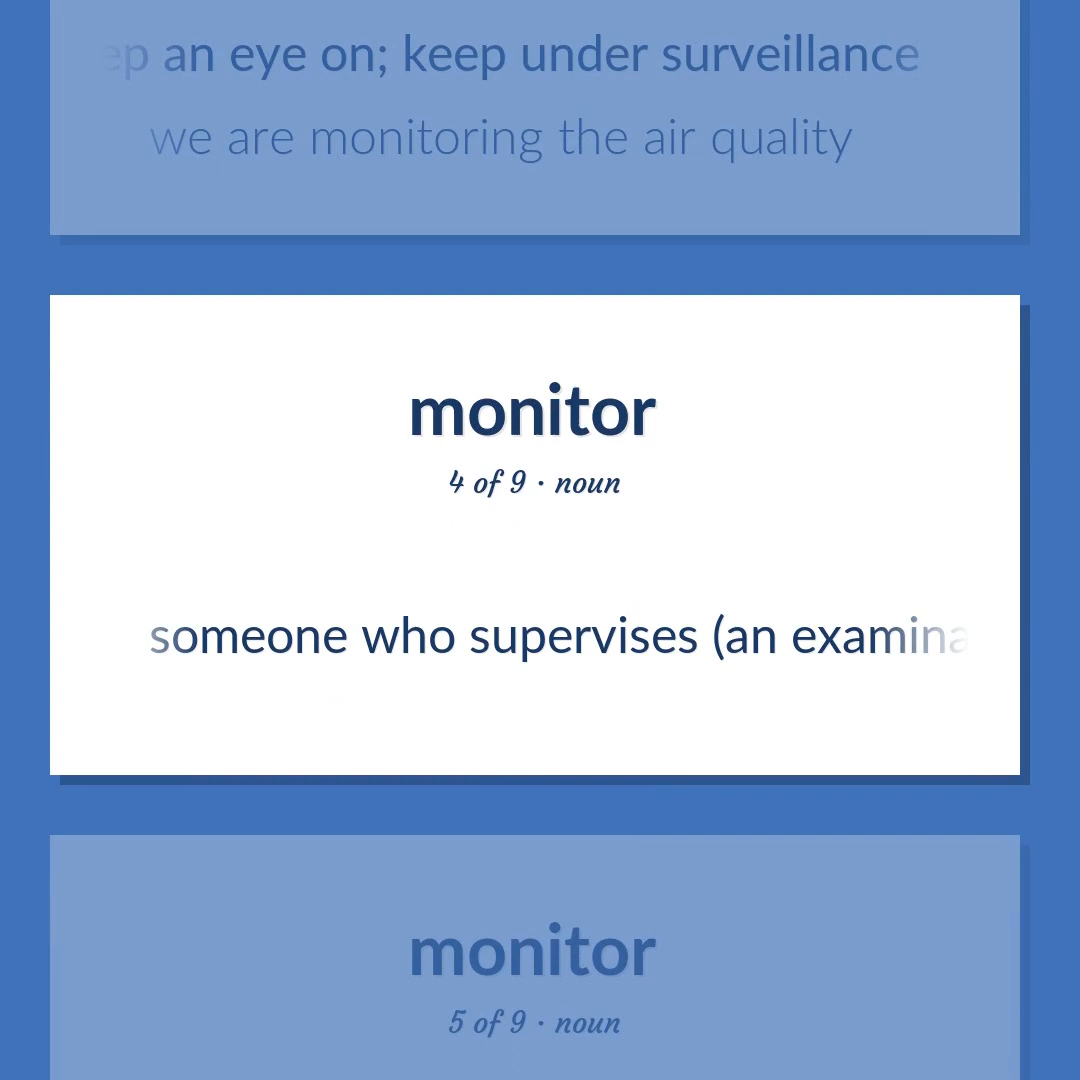 an eye on; keep under surveillance
we are monitoring the air quality
monitor
4 of 9 · noun
someone who supervises (an examina
monitor
5 of 9 · noun